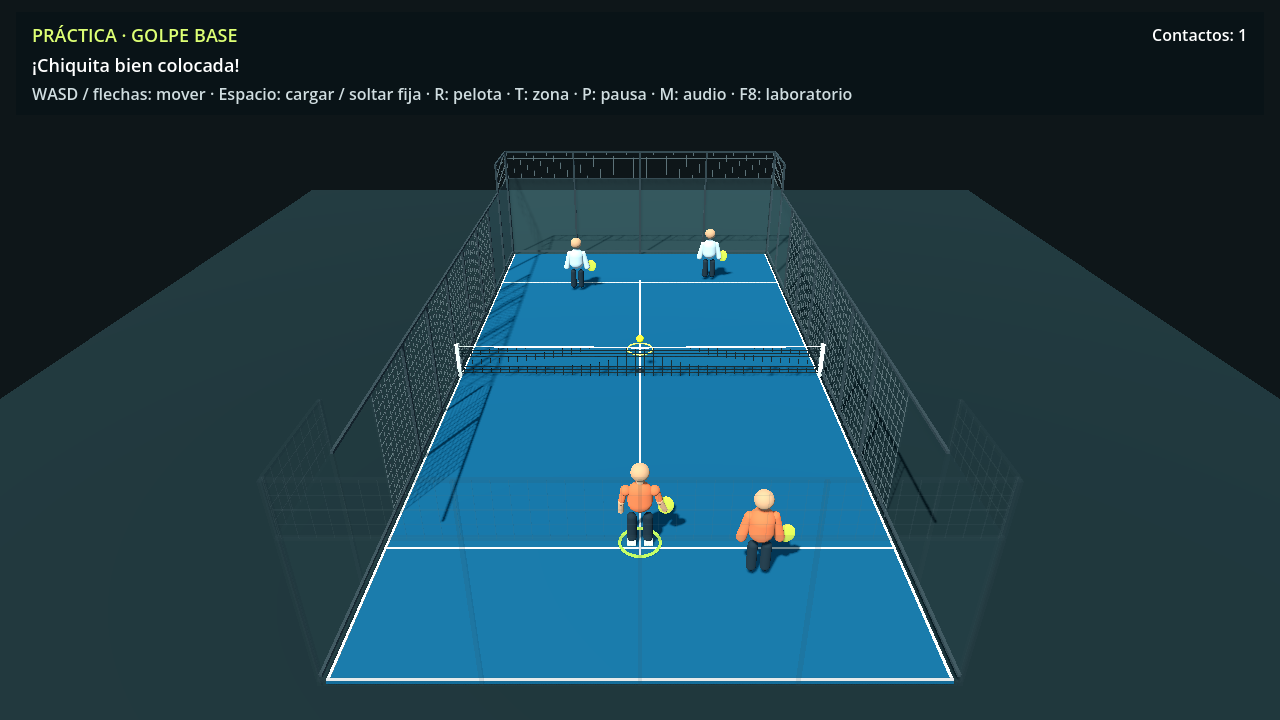 PRÁCTICA · GOLPE BASE
Contactos: 1
¡Chiquita bien colocada!
WASD / flechas: mover · Espacio: cargar / soltar fija · R: pelota · T: zona · P: pausa · M: audio · F8: laboratorio